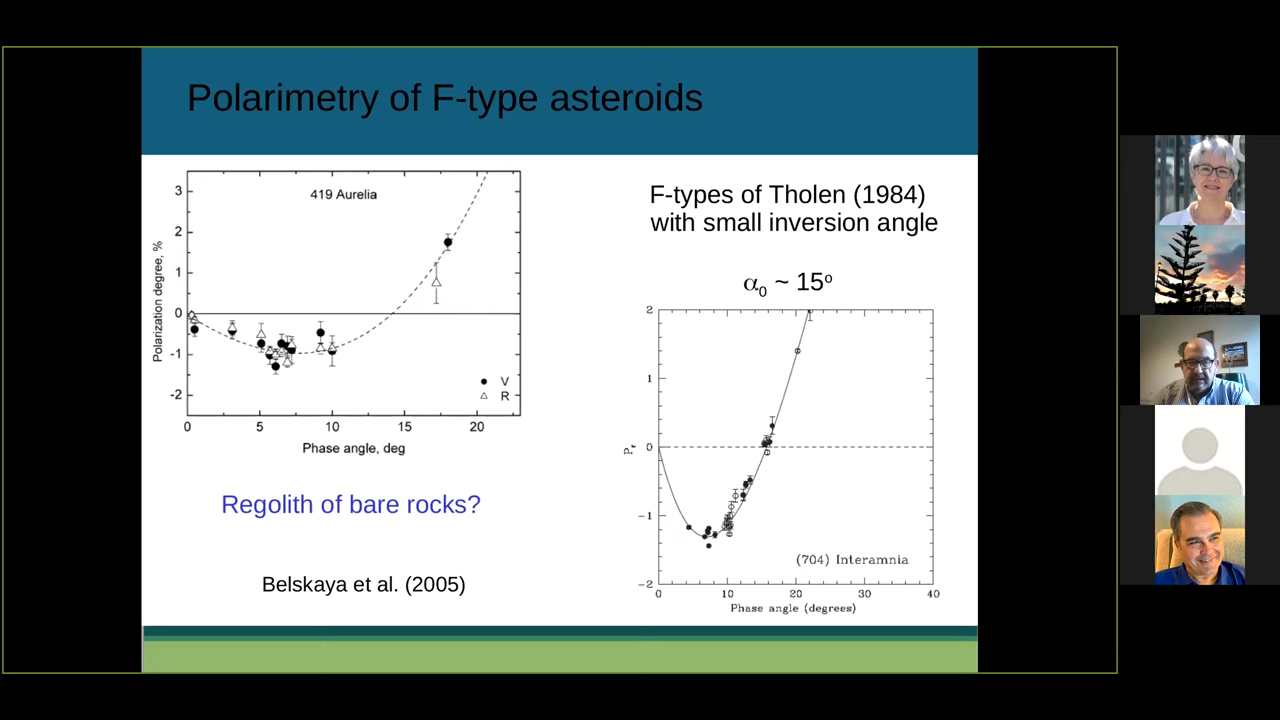 Polarimetry of F-type asteroids
419 Aurelia
Polarization degree, %
3
2
1
0
-1
-2
V
R
0
5
10
15
20
Phase angle, deg
Regolith of bare rocks?
Belskaya et al. (2005)
F-types of Tholen (1984)
with small inversion angle
α0 ~ 15º
Pr
2
1
0
−1
−2
(704) Interamnia
0
10
20
30
40
Phase angle (degrees)